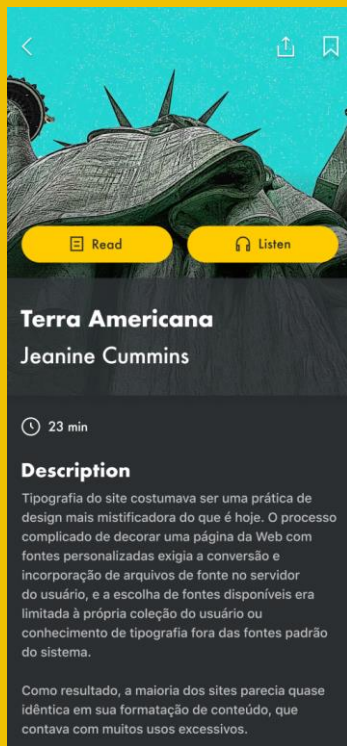 Read
Listen
Terra Americana
Jeanine Cummins
23 min
Description
Tipografia do site costumava ser uma prática de
design mais mistificadora do que é hoje. O processo
complicado de decorar uma página da Web com
fontes personalizadas exigia a conversão e
incorporação de arquivos de fonte no servidor
do usuário, e a escolha de fontes disponíveis era
limitada à própria coleção do usuário ou
conhecimento de tipografia fora das fontes padrão
do sistema.
Como resultado, a maioria dos sites parecia quase
idêntica em sua formatação de conteúdo, que
contava com muitos usos excessivos.